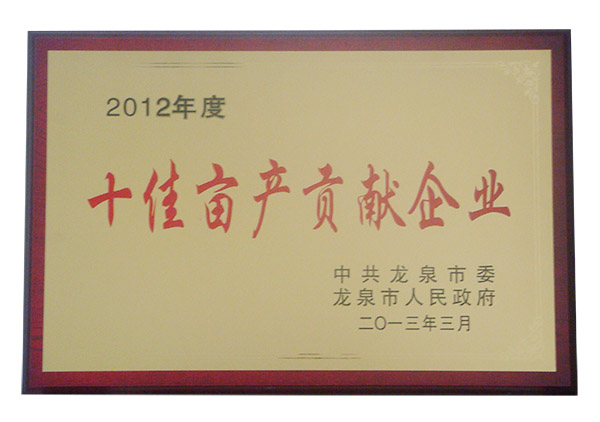 2012年度
十佳亩产贡献企业
中共龙泉市委
龙泉市人民政府
二〇一三年三月